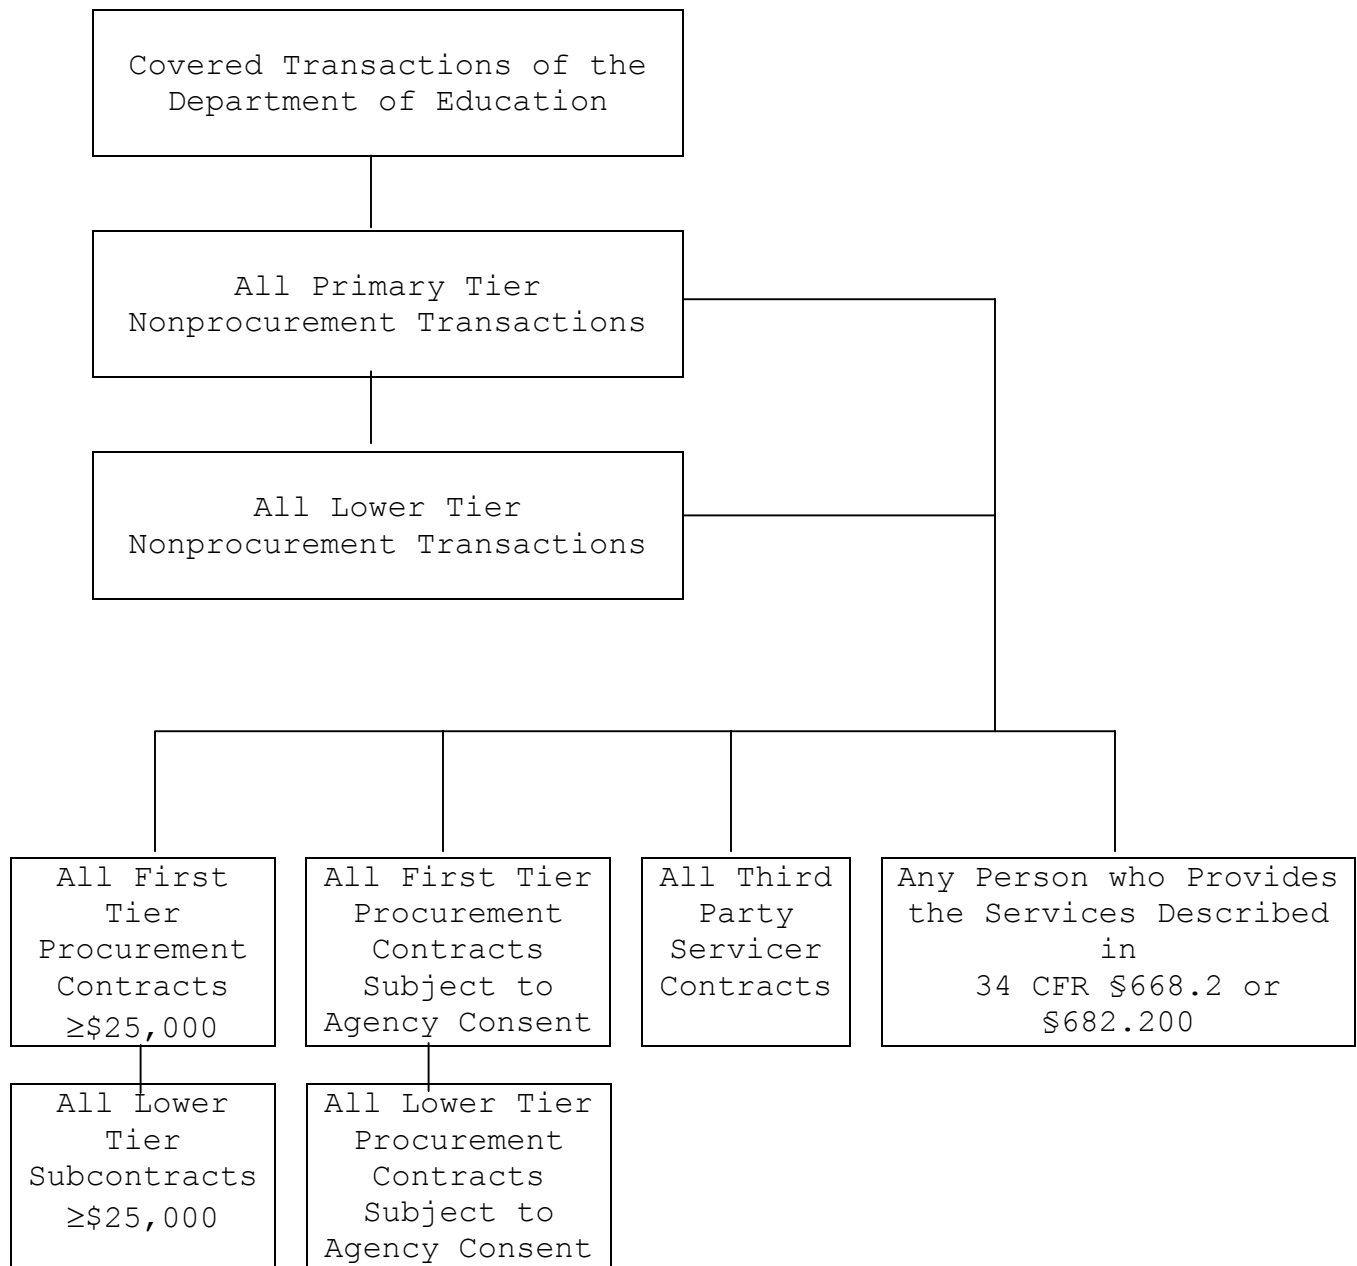 Covered Transactions of the
Department of Education
All Primary Tier
Nonprocurement Transactions
All Lower Tier
Nonprocurement Transactions
All First
Tier
Procurement
Contracts
≥$25,000
All First Tier
Procurement
Contracts
Subject to
Agency Consent
All Third
Party
Servicer
Contracts
Any Person who Provides
the Services Described
in
34 CFR §668.2 or
§682.200
All Lower
Tier
Subcontracts
≥$25,000
All Lower Tier
Procurement
Contracts
Subject to
Agency Consent